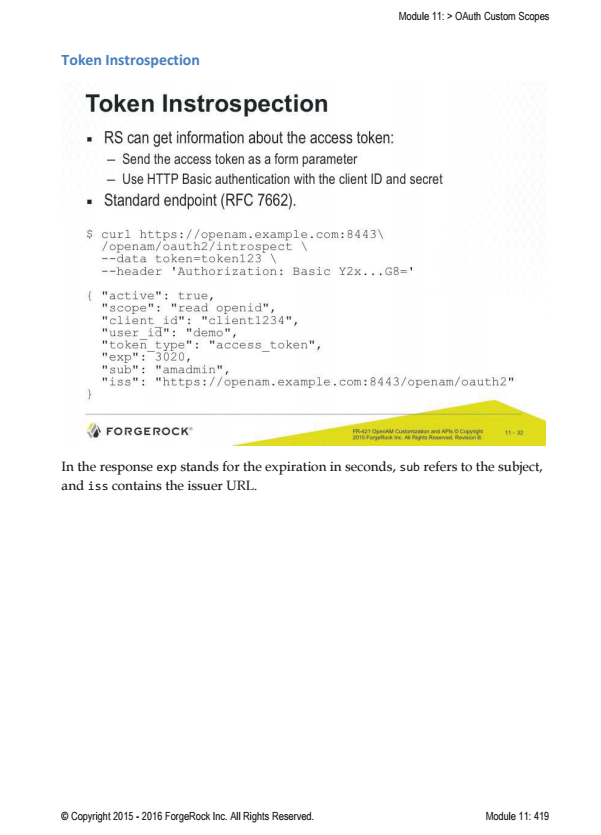 Module 11: > OAuth Custom Scopes
Token Instrospection
Token Instrospection
▪ RS can get information about the access token:
– Send the access token as a form parameter
– Use HTTP Basic authentication with the client ID and secret
▪ Standard endpoint (RFC 7662).
$ curl https://openam.example.com:8443\
/openam/oauth2/introspect \
--data token=token123 \
--header 'Authorization: Basic Y2x...G8='
{ "active": true,
"scope": "read openid",
"client_id": "client1234",
"user_id": "demo",
"token_type": "access_token",
"exp": 3020,
"sub": "amadmin",
"iss": "https://openam.example.com:8443/openam/oauth2"
}
FORGEROCK®
FR-421 OpenAM Customization and APIs © Copyright
2015 ForgeRock Inc. All Rights Reserved. Revision B.
11 - 32
In the response exp stands for the expiration in seconds, sub refers to the subject,
and iss contains the issuer URL.
© Copyright 2015 - 2016 ForgeRock Inc. All Rights Reserved.
Module 11: 419